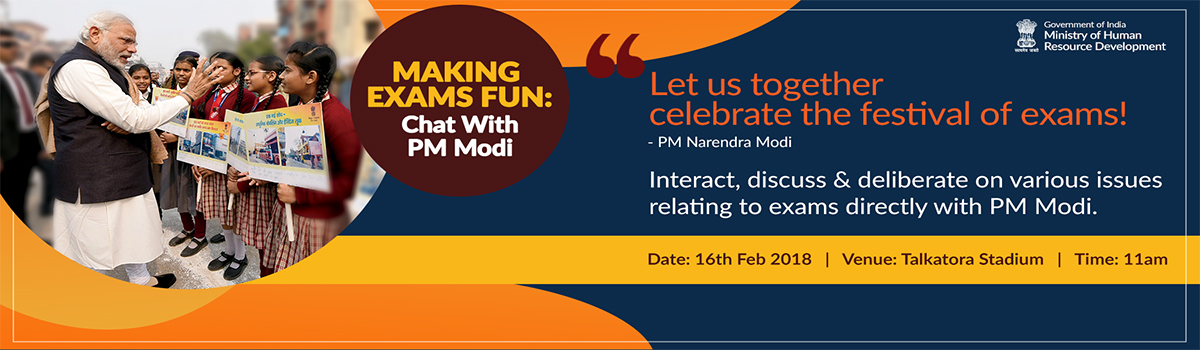 MAKING
EXAMS FUN:
Chat With
PM Modi
Government of India
Ministry of Human
Resource Development
Let us together
celebrate the festival of exams!
- PM Narendra Modi
Interact, discuss & deliberate on various issues
relating to exams directly with PM Modi.
Date: 16th Feb 2018 | Venue: Talkatora Stadium | Time: 11am